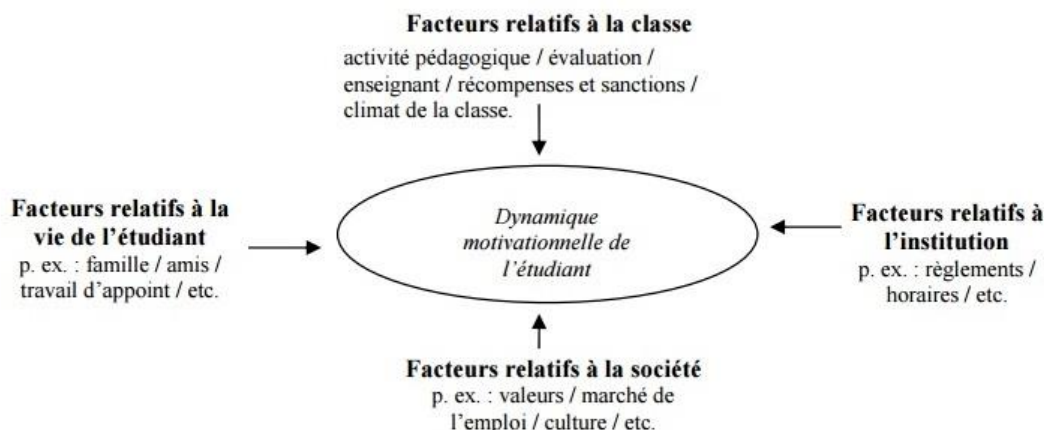 Facteurs relatifs à la classe
activité pédagogique / évaluation /
enseignant / récompenses et sanctions /
climat de la classe.
Facteurs relatifs à la
vie de l’étudiant
p. ex. : famille / amis /
travail d’appoint / etc.
Dynamique
motivationnelle de
l’étudiant
Facteurs relatifs à
l’institution
p. ex. : règlements /
horaires / etc.
Facteurs relatifs à la société
p. ex. : valeurs / marché de
l’emploi / culture / etc.